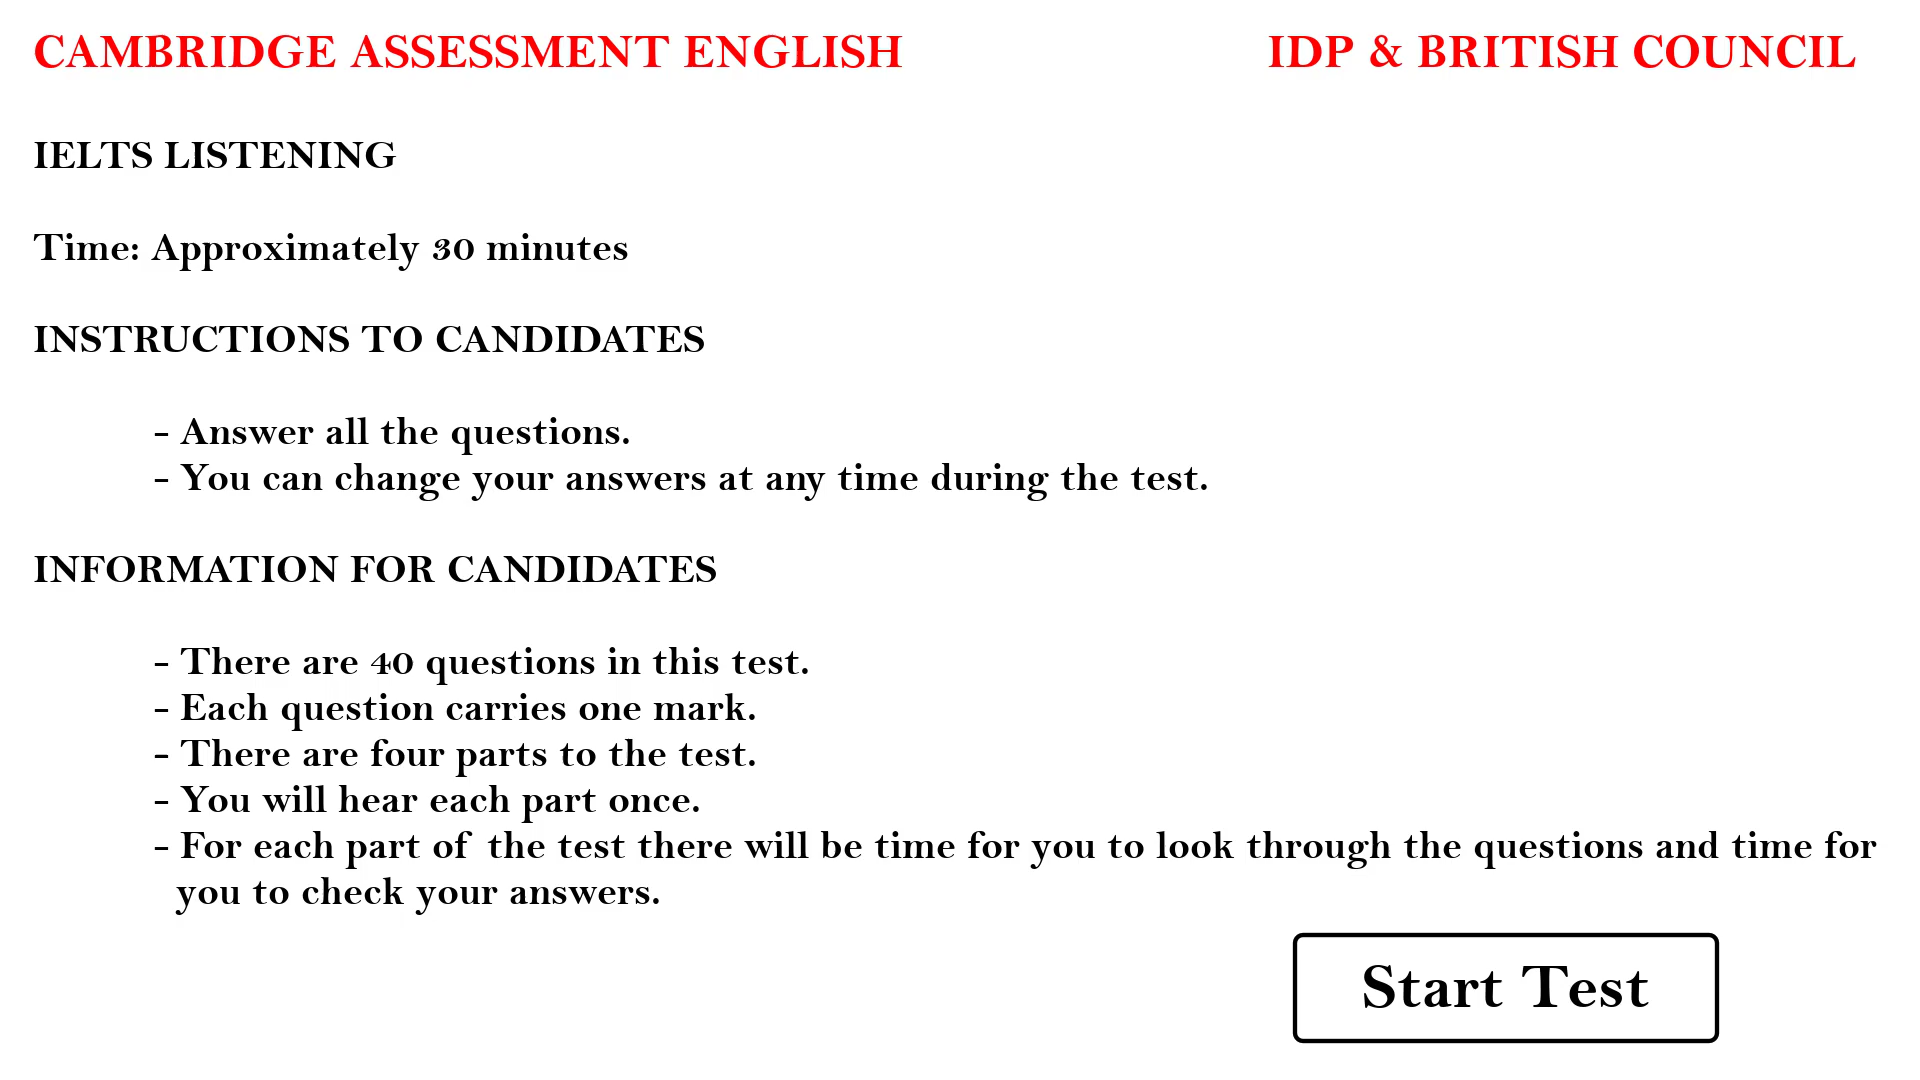 CAMBRIDGE ASSESSMENT ENGLISH IDP & BRITISH COUNCIL
IELTS LISTENING
Time: Approximately 30 minutes
INSTRUCTIONS TO CANDIDATES
- Answer all the questions.
- You can change your answers at any time during the test.
INFORMATION FOR CANDIDATES
- There are 40 questions in this test.
- Each question carries one mark.
- There are four parts to the test.
- You will hear each part once.
- For each part of the test there will be time for you to look through the questions and time for
you to check your answers.
Start Test